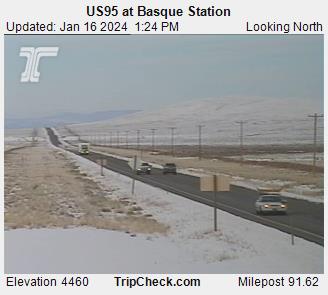 US95 at Basque Station
Updated: Jan 16 2024 1:24 PM Looking North
Elevation 4460 TripCheck.com Milepost 91.62